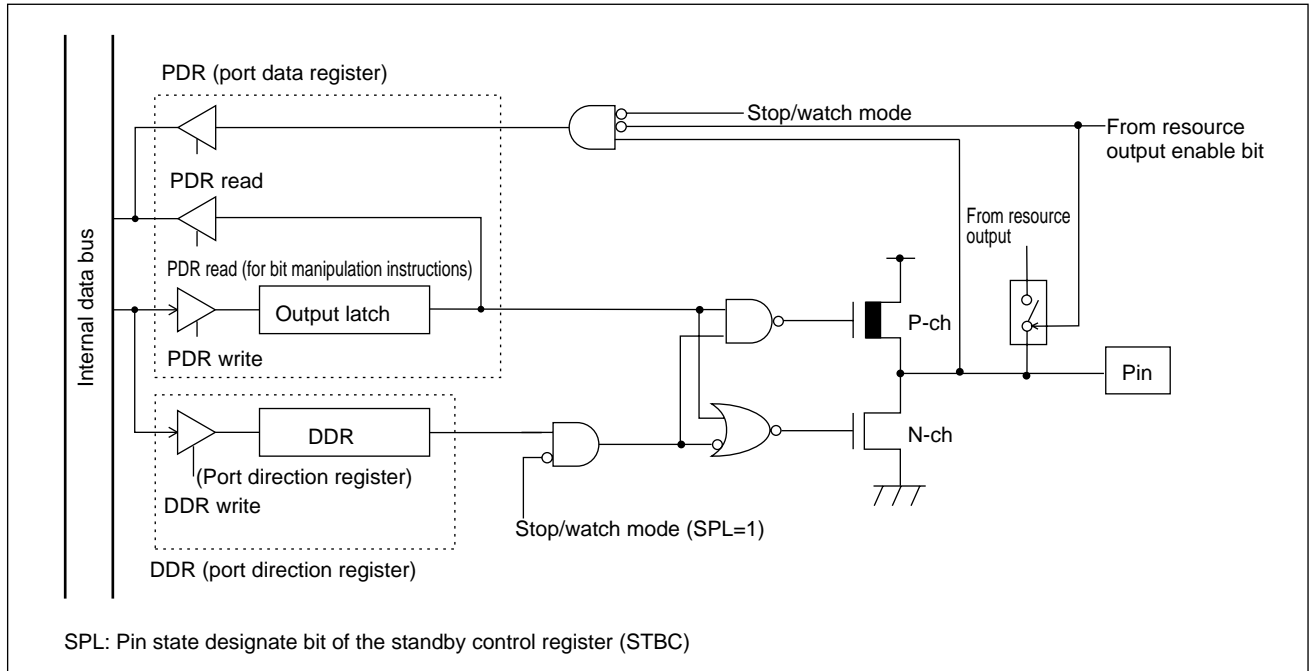 PDR (port data register)
Stop/watch mode
From resource
output enable bit
PDR read
From resource
output
PDR read (for bit manipulation instructions)
Output latch
P-ch
PDR write
Internal data bus
Pin
DDR
N-ch
(Port direction register)
DDR write
Stop/watch mode (SPL=1)
DDR (port direction register)
SPL: Pin state designate bit of the standby control register (STBC)